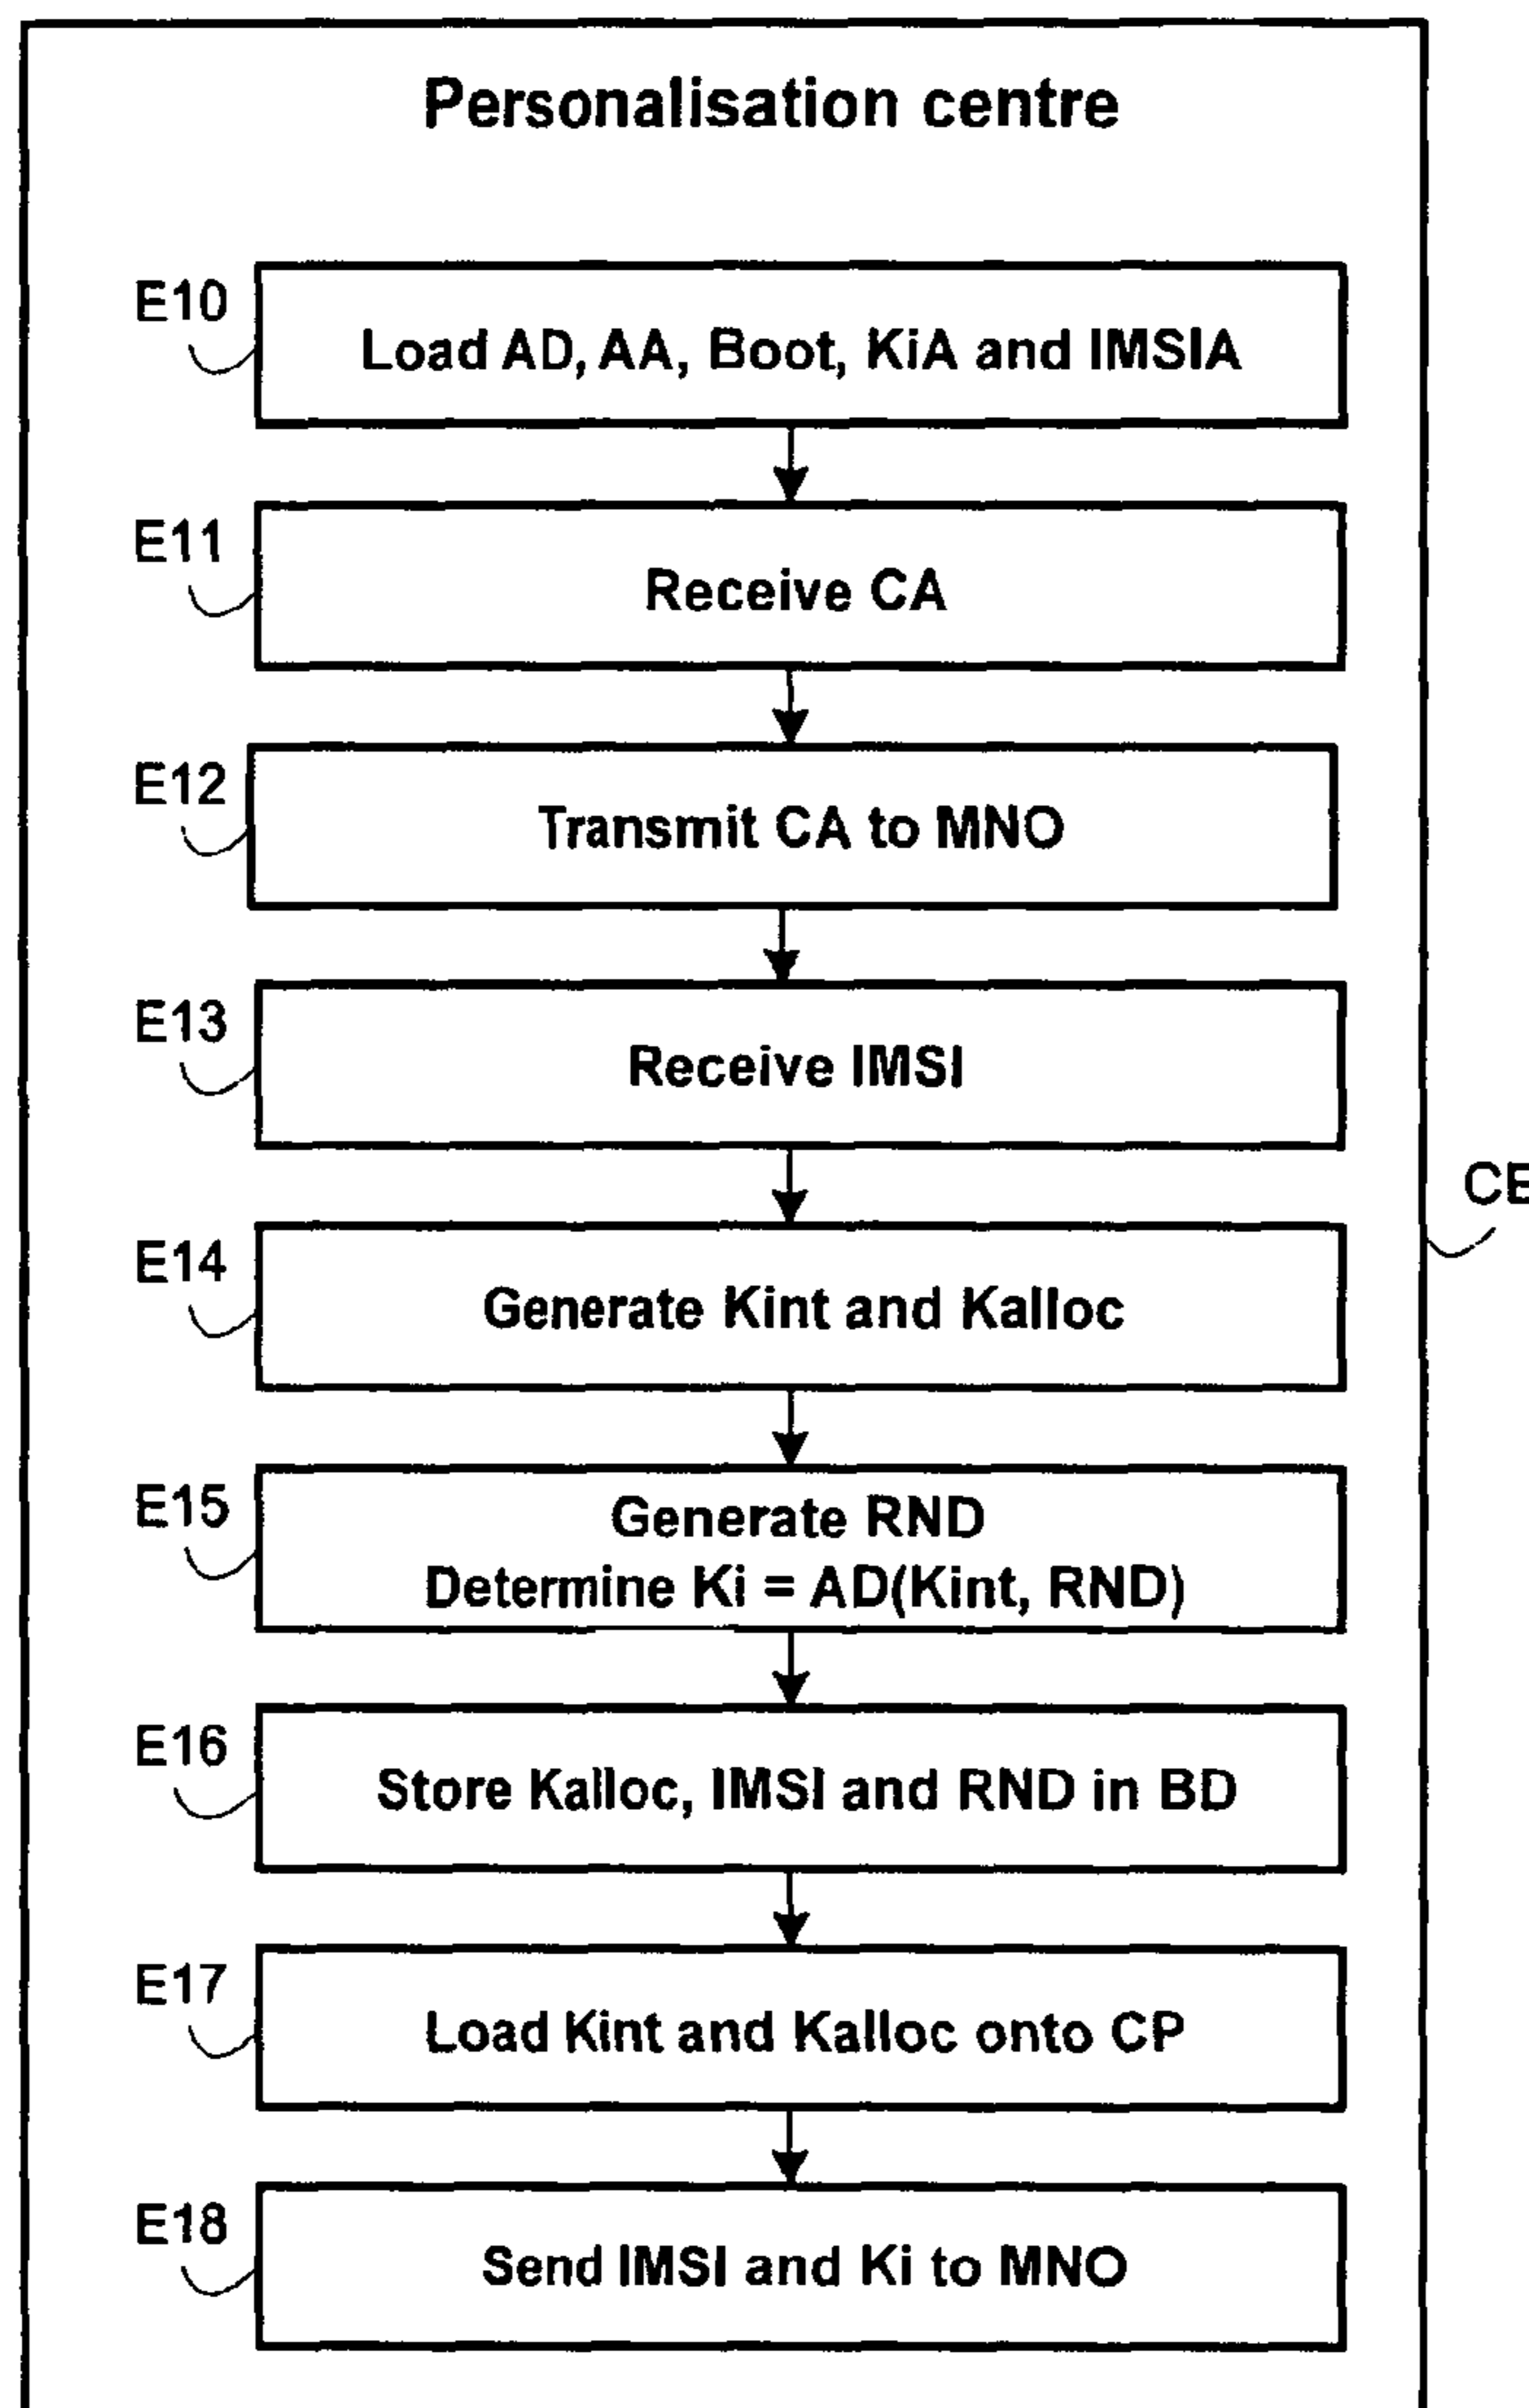 Personalisation centre
E10
Load AD, AA, Boot, KiA and IMSIA
E11
Receive CA
E12
Transmit CA to MNO
E13
Receive IMSI
CE
E14
Generate Kint and Kalloc
E15
Generate RND
Determine Ki = AD(Kint, RND)
E16
Store Kalloc, IMSI and RND in BD
E17
Load Kint and Kalloc onto CP
E18
Send IMSI and Ki to MNO